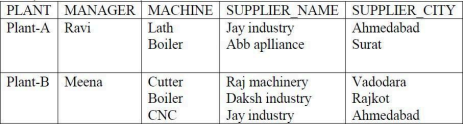 PLANT MANAGER MACHINE SUPPLIER_NAME SUPPLIER_CITY
Plant-A Ravi Lath Jay industry Ahmedabad
Boiler Abb aplliance Surat
Plant-B Meena Cutter Raj machinery Vadodara
Boiler Daksh industry Rajkot
CNC Jay industry Ahmedabad